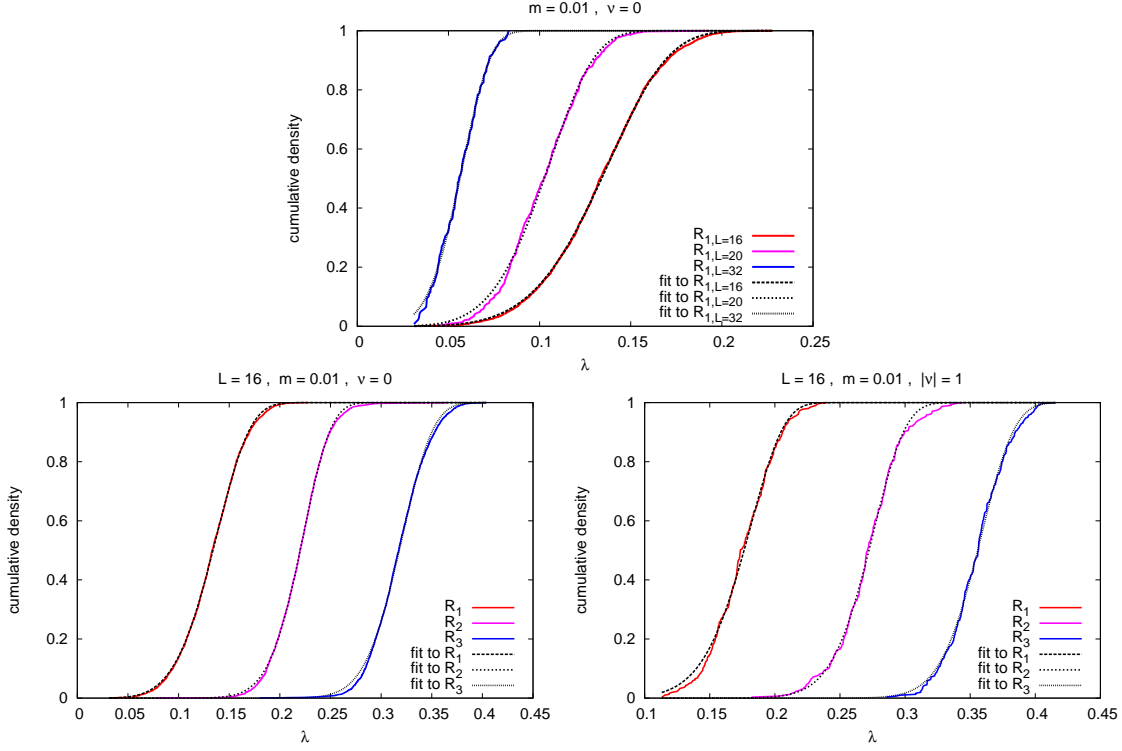 m = 0.01 , ν = 0
cumulative density
1
0.8
0.6
0.4
0.2
0
0.05
0.1
0.15
0.2
0.25
λ
R1,L=16
R1,L=20
R1,L=32
fit to R1,L=16
fit to R1,L=20
fit to R1,L=32
L = 16 , m = 0.01 , ν = 0
cumulative density
1
0.8
0.6
0.4
0.2
0
0
0.05
0.1
0.15
0.2
0.25
0.3
0.35
0.4
0.45
λ
R1
R2
R3
fit to R1
fit to R2
fit to R3
L = 16 , m = 0.01 , |ν| = 1
cumulative density
1
0.8
0.6
0.4
0.2
0
0.1
0.15
0.2
0.25
0.3
0.35
0.4
0.45
λ
R1
R2
R3
fit to R1
fit to R2
fit to R3